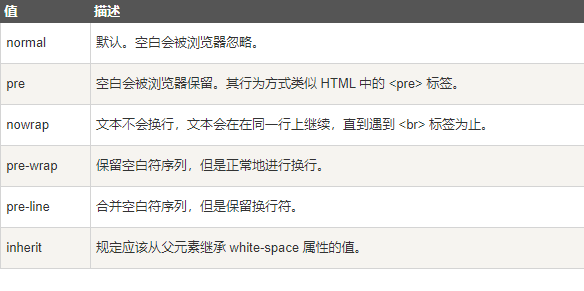 值 描述
normal 默认。空白会被浏览器忽略。
pre 空白会被浏览器保留。其行为方式类似 HTML 中的 <pre> 标签。
nowrap 文本不会换行，文本会在在同一行上继续，直到遇到 <br> 标签为止。
pre-wrap 保留空白符序列，但是正常地进行换行。
pre-line 合并空白符序列，但是保留换行符。
inherit 规定应该从父元素继承 white-space 属性的值。